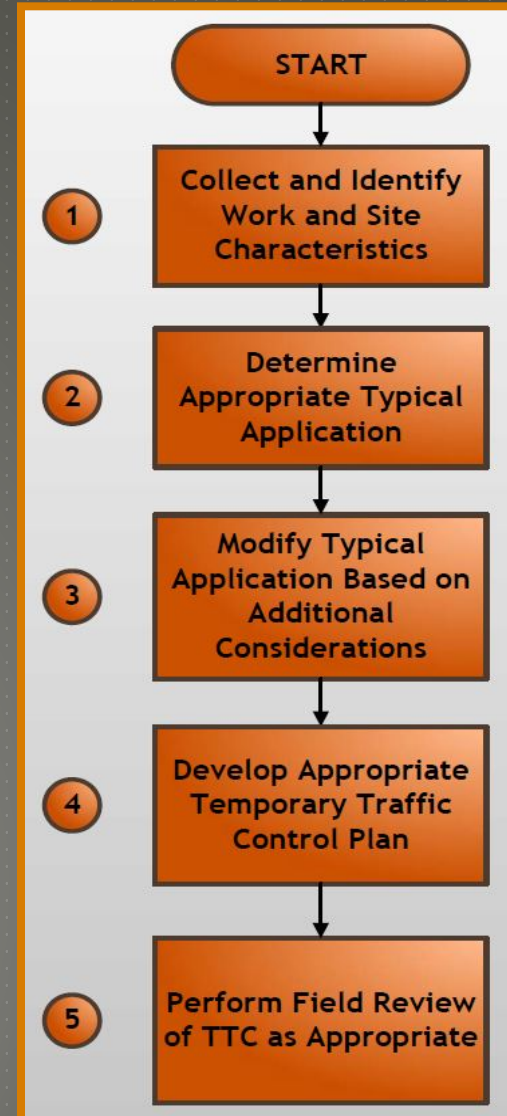 START
1
Collect and Identify
Work and Site
Characteristics
2
Determine
Appropriate Typical
Application
3
Modify Typical
Application Based on
Additional
Considerations
4
Develop Appropriate
Temporary Traffic
Control Plan
5
Perform Field Review
of TTC as Appropriate